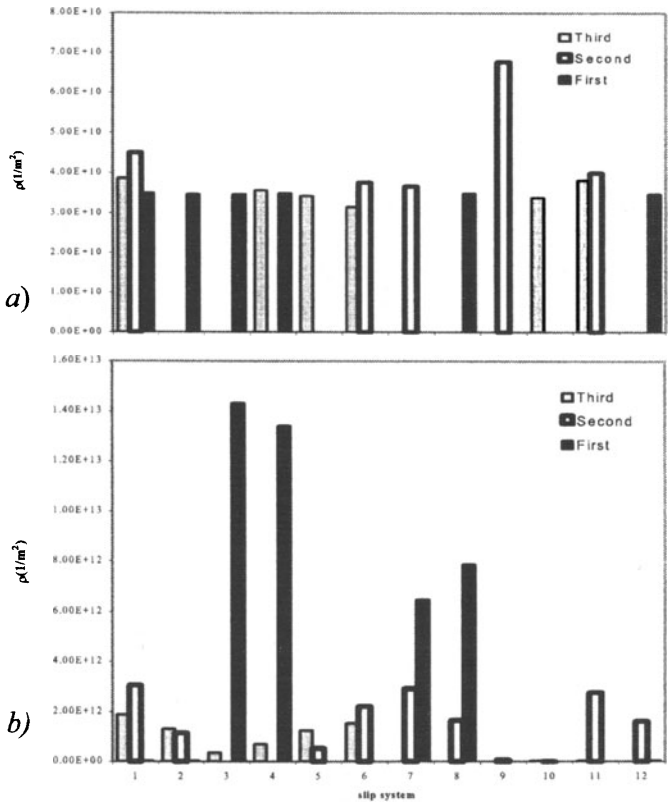 8.00E+10
7.00E+10
6.00E+10
5.00E+10
4.00E+10
3.00E+10
2.00E+10
1.00E+10
0.00E+00
ρ(1/m²)
Third
Second
First
a)
1.60E+13
1.40E+13
1.20E+13
1.00E+13
8.00E+12
6.00E+12
4.00E+12
2.00E+12
0.00E+00
ρ(1/m²)
Third
Second
First
b)
1 2 3 4 5 6 7 8 9 10 11 12
slip system